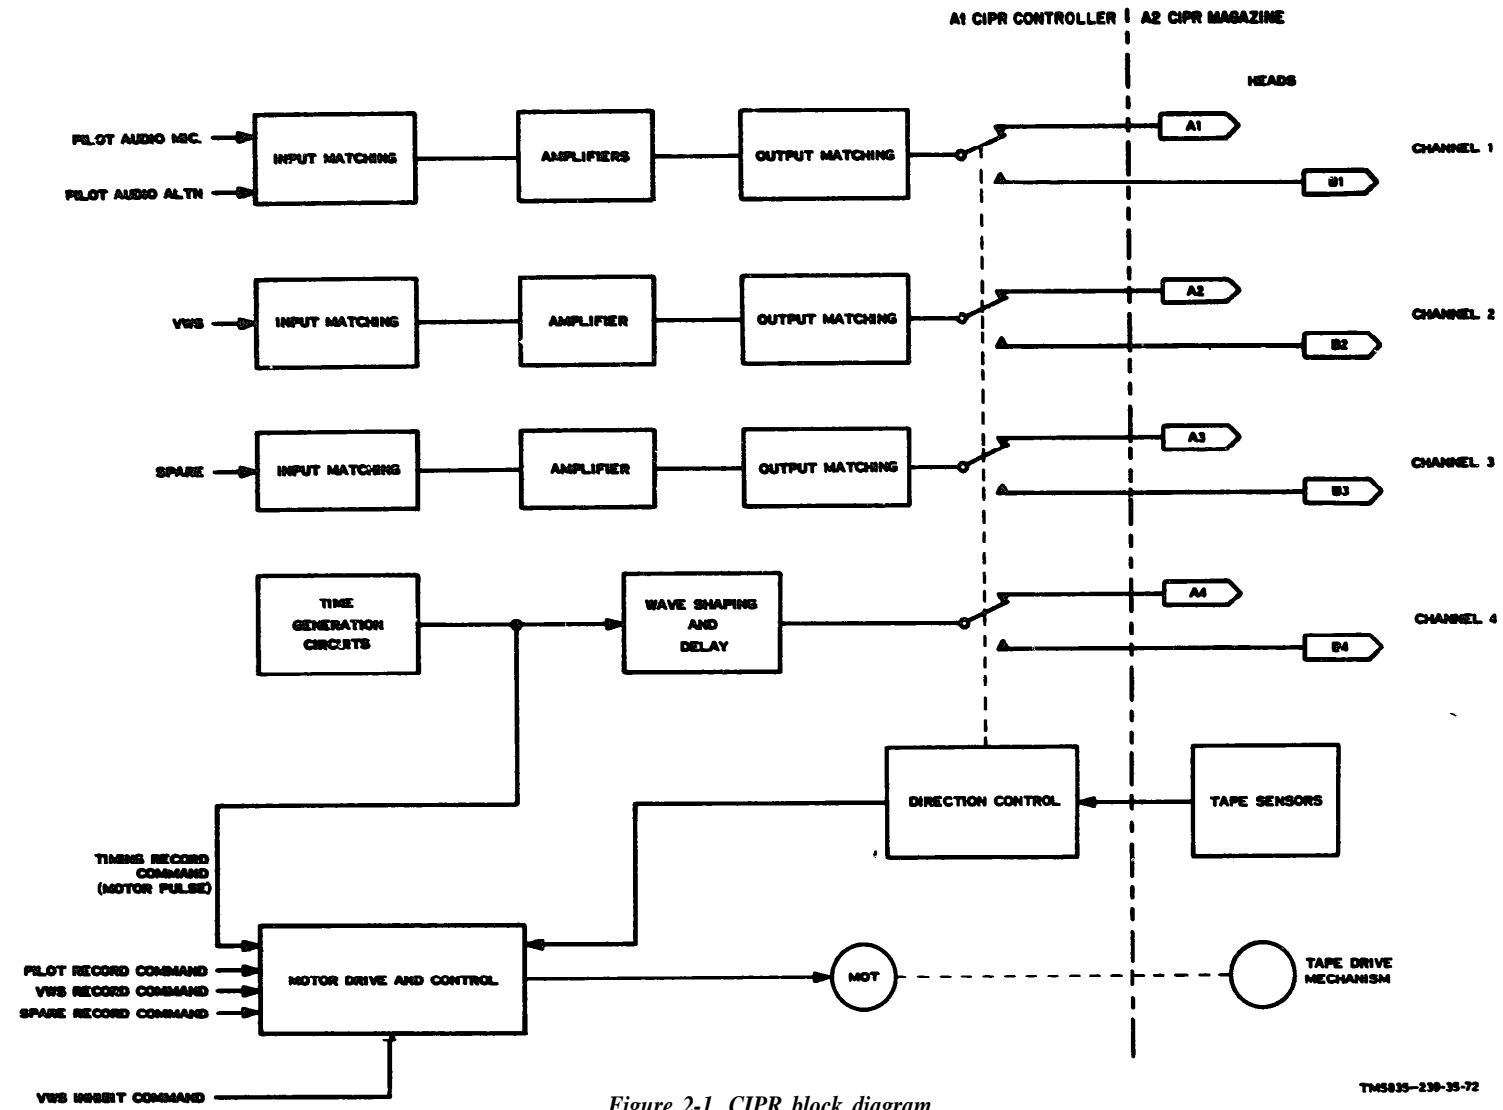 A1 CIPR CONTROLLER
A2 CIPR MAGAZINE
HEADS
PILOT AUDIO MIC.
PILOT AUDIO ALTN
INPUT MATCHING
AMPLIFIERS
OUTPUT MATCHING
A1
B1
CHANNEL 1
VWS
INPUT MATCHING
AMPLIFIER
OUTPUT MATCHING
A2
B2
CHANNEL 2
SPARE
INPUT MATCHING
AMPLIFIER
OUTPUT MATCHING
A3
B3
CHANNEL 3
TIME
GENERATION
CIRCUITS
WAVE SHAPING
AND
DELAY
A4
B4
CHANNEL 4
DIRECTION CONTROL
TAPE SENSORS
TIMING RECORD
COMMAND
(MOTOR PULSE)
PILOT RECORD COMMAND
VWS RECORD COMMAND
SPARE RECORD COMMAND
MOTOR DRIVE AND CONTROL
MOT
TAPE DRIVE
MECHANISM
VWS INHIBIT COMMAND
TM5835-239-35-72
Figure 2-1. CIPR block diagram